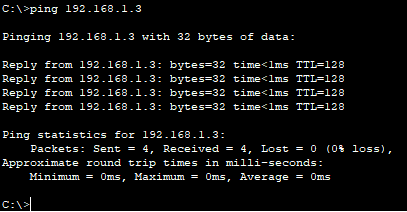 C:\>ping 192.168.1.3
Pinging 192.168.1.3 with 32 bytes of data:
Reply from 192.168.1.3: bytes=32 time<1ms TTL=128
Reply from 192.168.1.3: bytes=32 time<1ms TTL=128
Reply from 192.168.1.3: bytes=32 time<1ms TTL=128
Reply from 192.168.1.3: bytes=32 time<1ms TTL=128
Ping statistics for 192.168.1.3:
    Packets: Sent = 4, Received = 4, Lost = 0 (0% loss),
Approximate round trip times in milli-seconds:
    Minimum = 0ms, Maximum = 0ms, Average = 0ms
C:\>